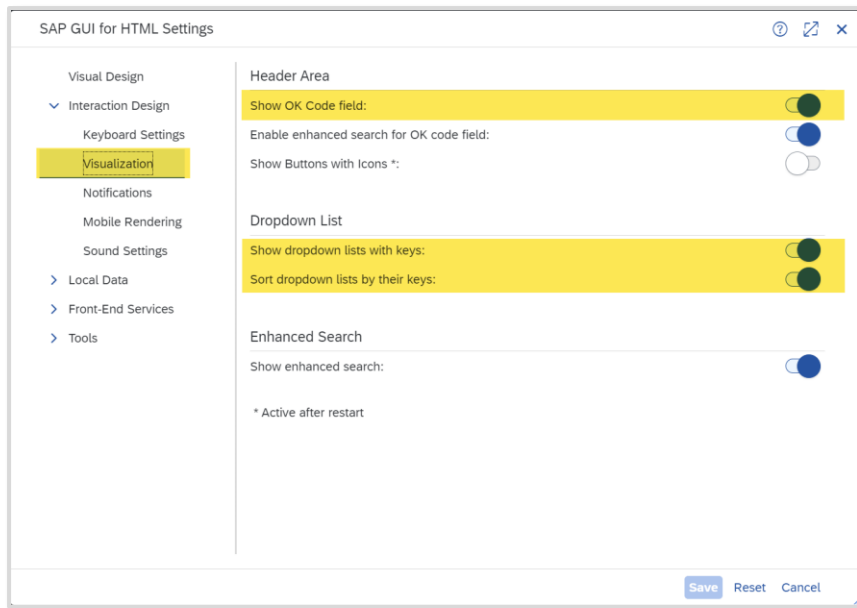 SAP GUI for HTML Settings
Visual Design
Interaction Design
Keyboard Settings
Visualization
Notifications
Mobile Rendering
Sound Settings
Local Data
Front-End Services
Tools
Header Area
Show OK Code field:
Enable enhanced search for OK code field:
Show Buttons with Icons *:
Dropdown List
Show dropdown lists with keys:
Sort dropdown lists by their keys:
Enhanced Search
Show enhanced search:
* Active after restart
Save Reset Cancel